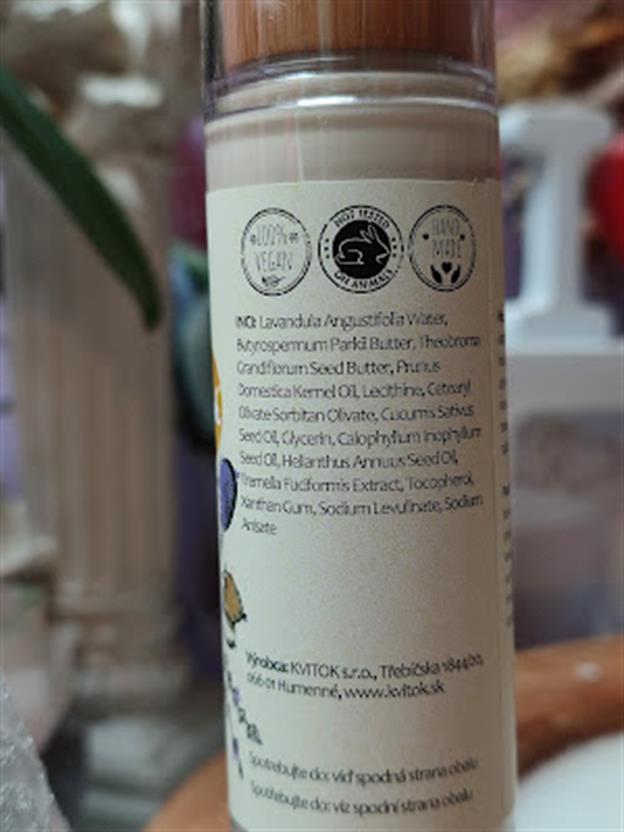 100% VEGAN
NOT TESTED ON ANIMALS
HAND MADE
INCI: Lavandula Angustifolia Water,
Butyrospermum Parkii Butter, Theobroma
Grandiflorum Seed Butter, Prunus
Domestica Kernel Oil, Lecithine, Cetearyl
Olivate Sorbitan Olivate, Cucumis Sativus
Seed Oil, Glycerin, Calophyllum Inophyllum
Seed Oil, Helianthus Annuus Seed Oil,
Tremella Fuciformis Extract, Tocopherol,
Xanthan Gum, Sodium Levulinate, Sodium
Anisate
Výrobca: KVITOK s.r.o., Třebíčska 1844/20,
066 01 Humenné, www.kvitok.sk
Spotrebujte do: viď spodná strana obalu
Spotřebujte do: viz spodní strana obalu